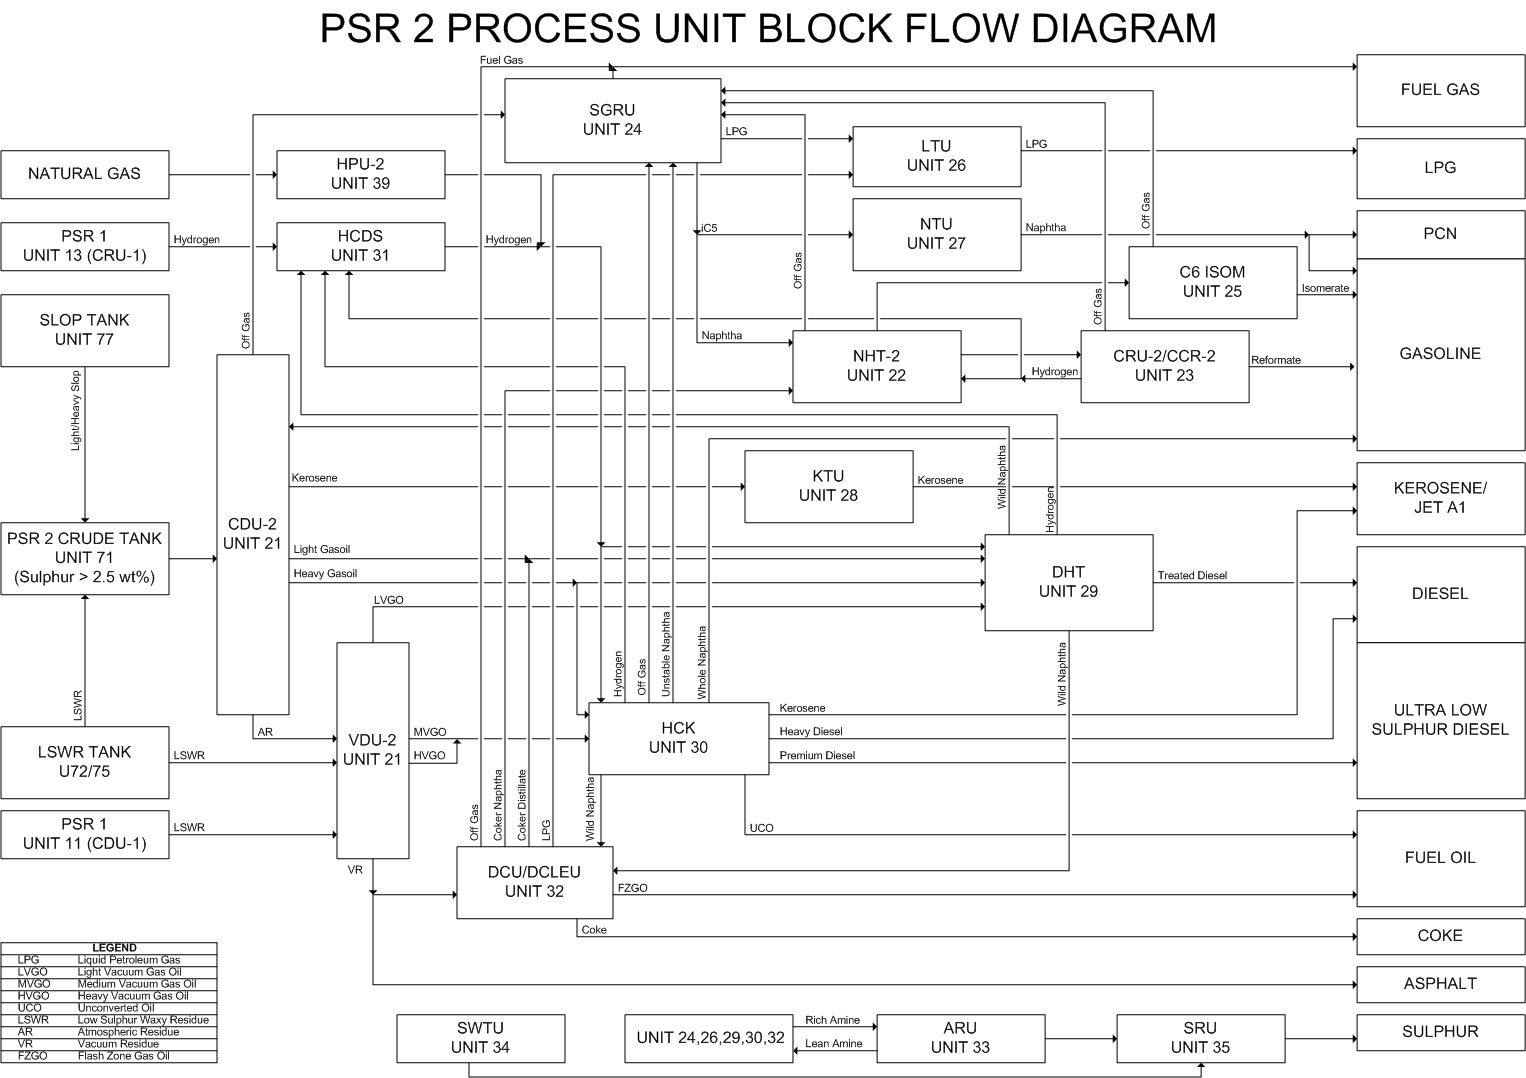 PSR 2 PROCESS UNIT BLOCK FLOW DIAGRAM
Fuel Gas
FUEL GAS
SGRU
UNIT 24
LPG
LTU
UNIT 26
LPG
LPG
NATURAL GAS
HPU-2
UNIT 39
Off Gas
PSR 1
UNIT 13 (CRU-1)
Hydrogen
HCDS
UNIT 31
Hydrogen
iC5
NTU
UNIT 27
Naphtha
PCN
Off Gas
Off Gas
C6 ISOM
UNIT 25
Isomerate
SLOP TANK
UNIT 77
Off Gas
Naphtha
NHT-2
UNIT 22
Hydrogen
CRU-2/CCR-2
UNIT 23
Reformate
GASOLINE
Light/Heavy Slop
Kerosene
KTU
UNIT 28
Kerosene
Wild Naphtha
Hydrogen
KEROSENE/
JET A1
PSR 2 CRUDE TANK
UNIT 71
(Sulphur > 2.5 wt%)
CDU-2
UNIT 21
Light Gasoil
Heavy Gasoil
LVGO
DHT
UNIT 29
Treated Diesel
DIESEL
LSWR
Hydrogen
Off Gas
Unstable Naphtha
Whole Naphtha
Wild Naphtha
LSWR TANK
U72/75
LSWR
AR
VDU-2
UNIT 21
MVGO
HVGO
HCK
UNIT 30
Kerosene
Heavy Diesel
Premium Diesel
ULTRA LOW
SULPHUR DIESEL
PSR 1
UNIT 11 (CDU-1)
LSWR
Off Gas
Coker Naphtha
Coker Distillate
LPG
Wild Naphtha
UCO
VR
DCU/DCLEU
UNIT 32
FZGO
FUEL OIL
Coke
COKE
ASPHALT
LEGEND
LPG Liquid Petroleum Gas
LVGO Light Vacuum Gas Oil
MVGO Medium Vacuum Gas Oil
HVGO Heavy Vacuum Gas Oil
UCO Unconverted Oil
LSWR Low Sulphur Waxy Residue
AR Atmospheric Residue
VR Vacuum Residue
FZGO Flash Zone Gas Oil
SWTU
UNIT 34
UNIT 24,26,29,30,32
Rich Amine
Lean Amine
ARU
UNIT 33
SRU
UNIT 35
SULPHUR